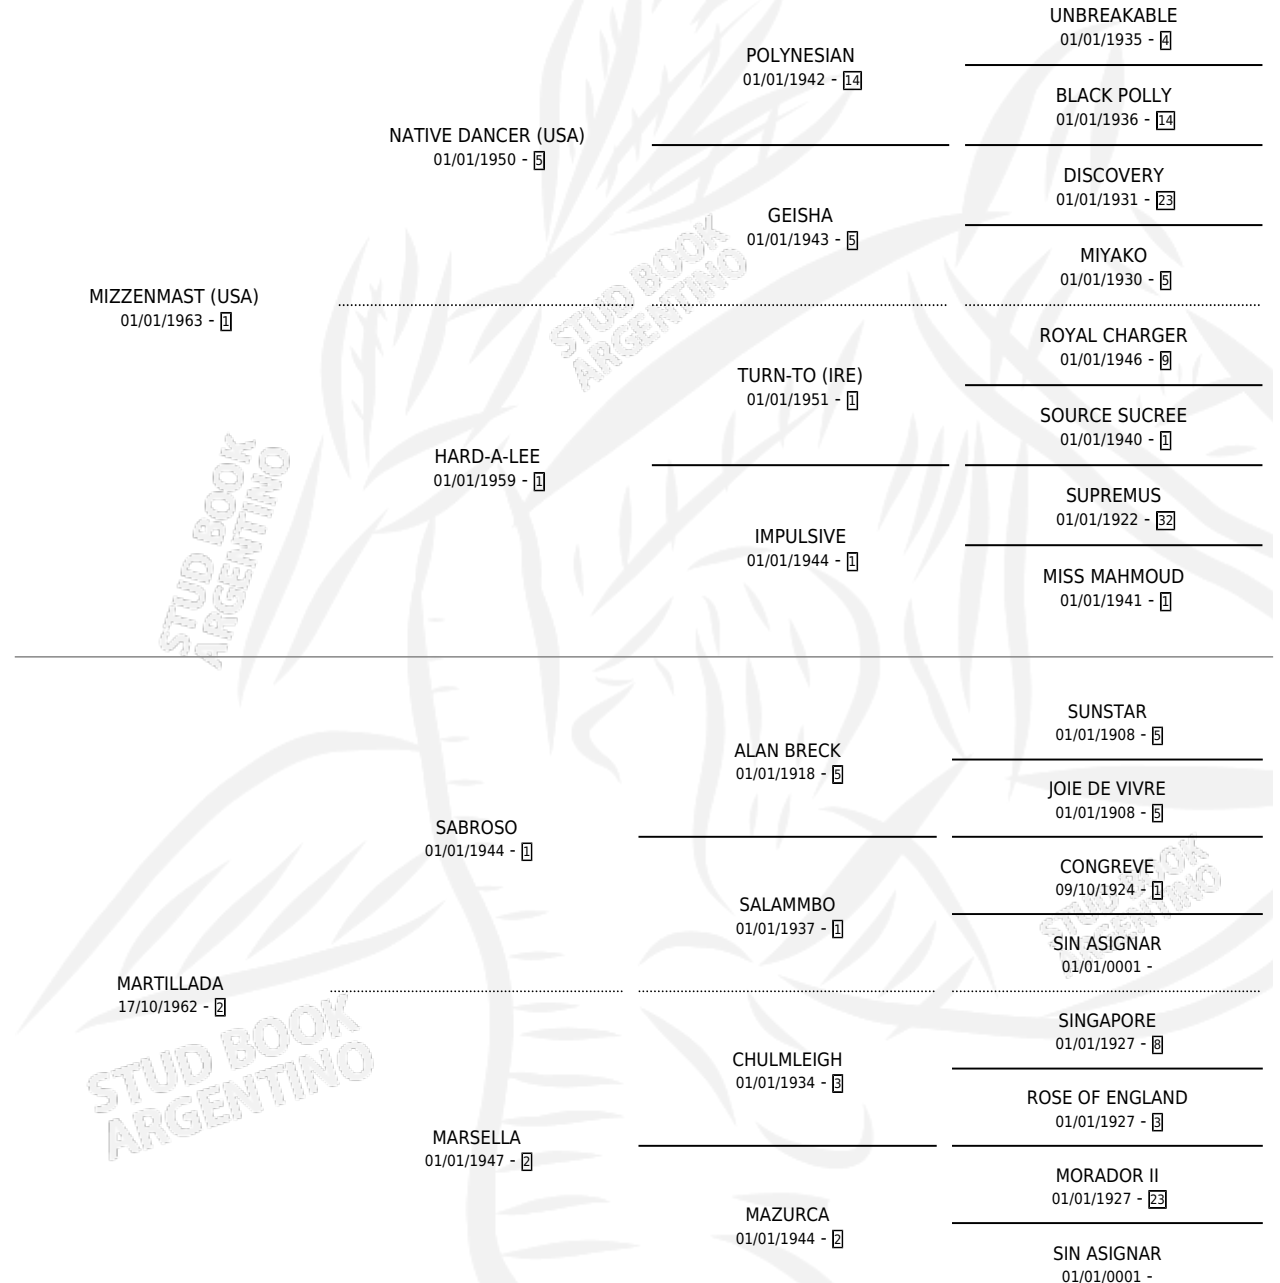 UNBREAKABLE
01/01/1935 - 4
POLYNESIAN
01/01/1942 - 14
BLACK POLLY
01/01/1936 - 14
NATIVE DANCER (USA)
01/01/1950 - 5
DISCOVERY
01/01/1931 - 23
GEISHA
01/01/1943 - 5
MIYAKO
01/01/1930 - 5
MIZZENMAST (USA)
01/01/1963 - 1
ROYAL CHARGER
01/01/1946 - 9
TURN-TO (IRE)
01/01/1951 - 1
SOURCE SUCREE
01/01/1940 - 1
HARD-A-LEE
01/01/1959 - 1
SUPREMUS
01/01/1922 - 32
IMPULSIVE
01/01/1944 - 1
MISS MAHMOUD
01/01/1941 - 1
STUD BOOK
ARGENTINO
STUD BOOK
ARGENTINO
SUNSTAR
01/01/1908 - 5
ALAN BRECK
01/01/1918 - 5
JOIE DE VIVRE
01/01/1908 - 5
SABROSO
01/01/1944 - 1
CONGREVE
09/10/1924 - 1
SALAMMBO
01/01/1937 - 1
SIN ASIGNAR
01/01/0001 -
MARTILLADA
17/10/1962 - 2
SINGAPORE
01/01/1927 - 8
CHULMLEIGH
01/01/1934 - 3
ROSE OF ENGLAND
01/01/1927 - 3
MARSELLA
01/01/1947 - 2
MORADOR II
01/01/1927 - 23
MAZURCA
01/01/1944 - 2
SIN ASIGNAR
01/01/0001 -
STUD BOOK
ARGENTINO
STUD BOOK
ARGENTINO